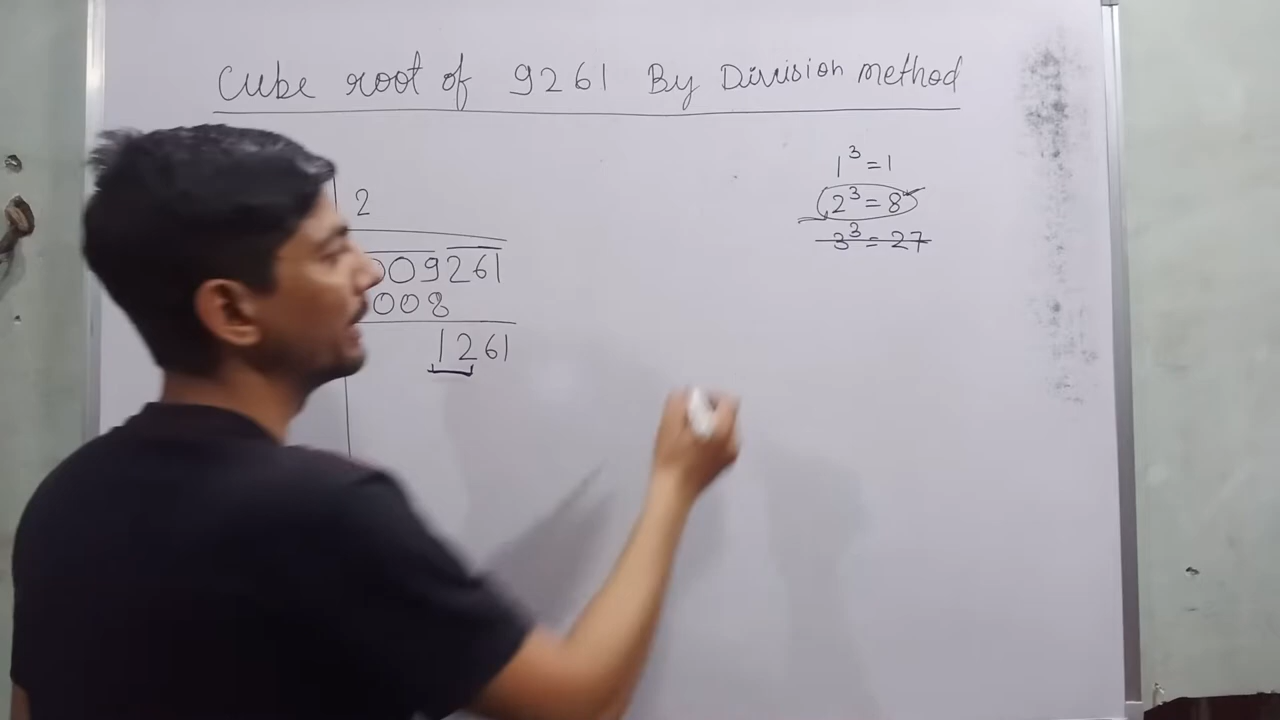 Cube root of 9261 By Division method
1³ = 1
2³ = 8
3³ = 27
2
009261
008
1261